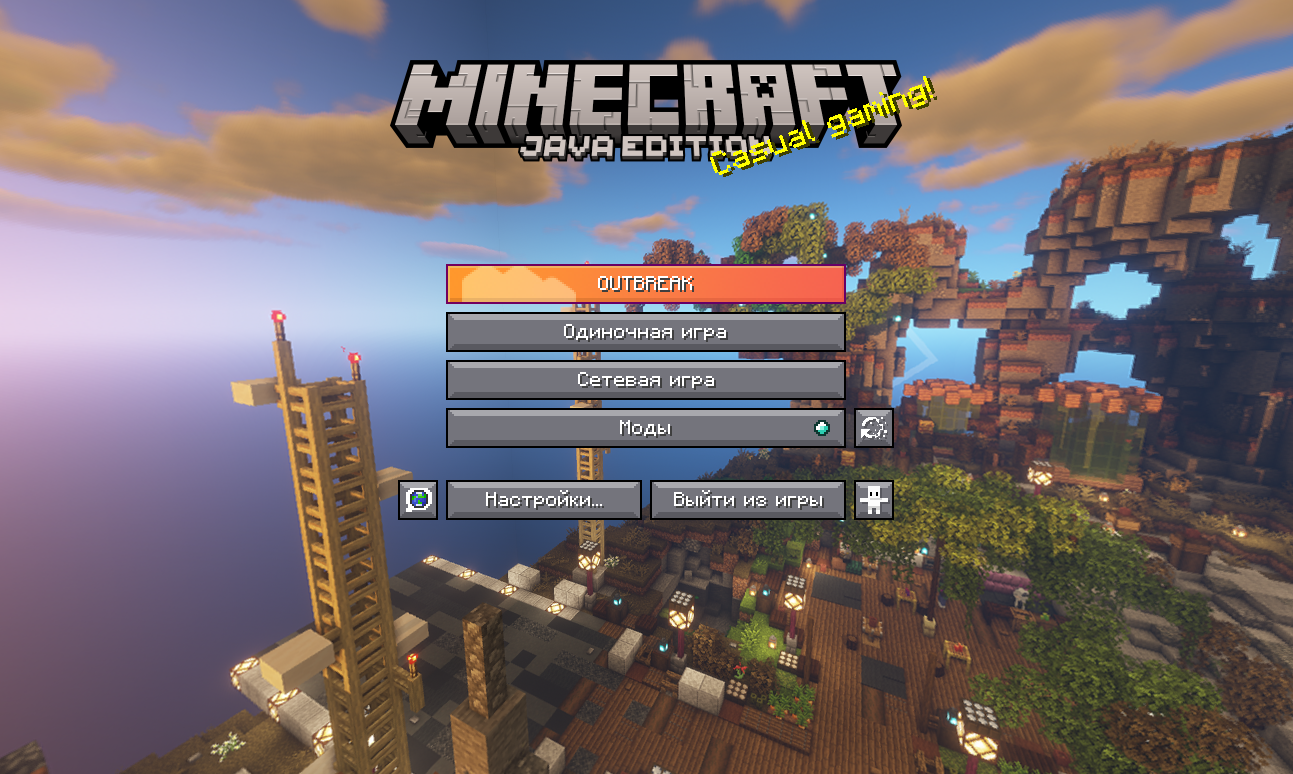 MINECRAFT
JAVA EDITION
Casual gaming!
OUTBREAK
Одиночная игра
Сетевая игра
Моды
Настройки...
Выйти из игры